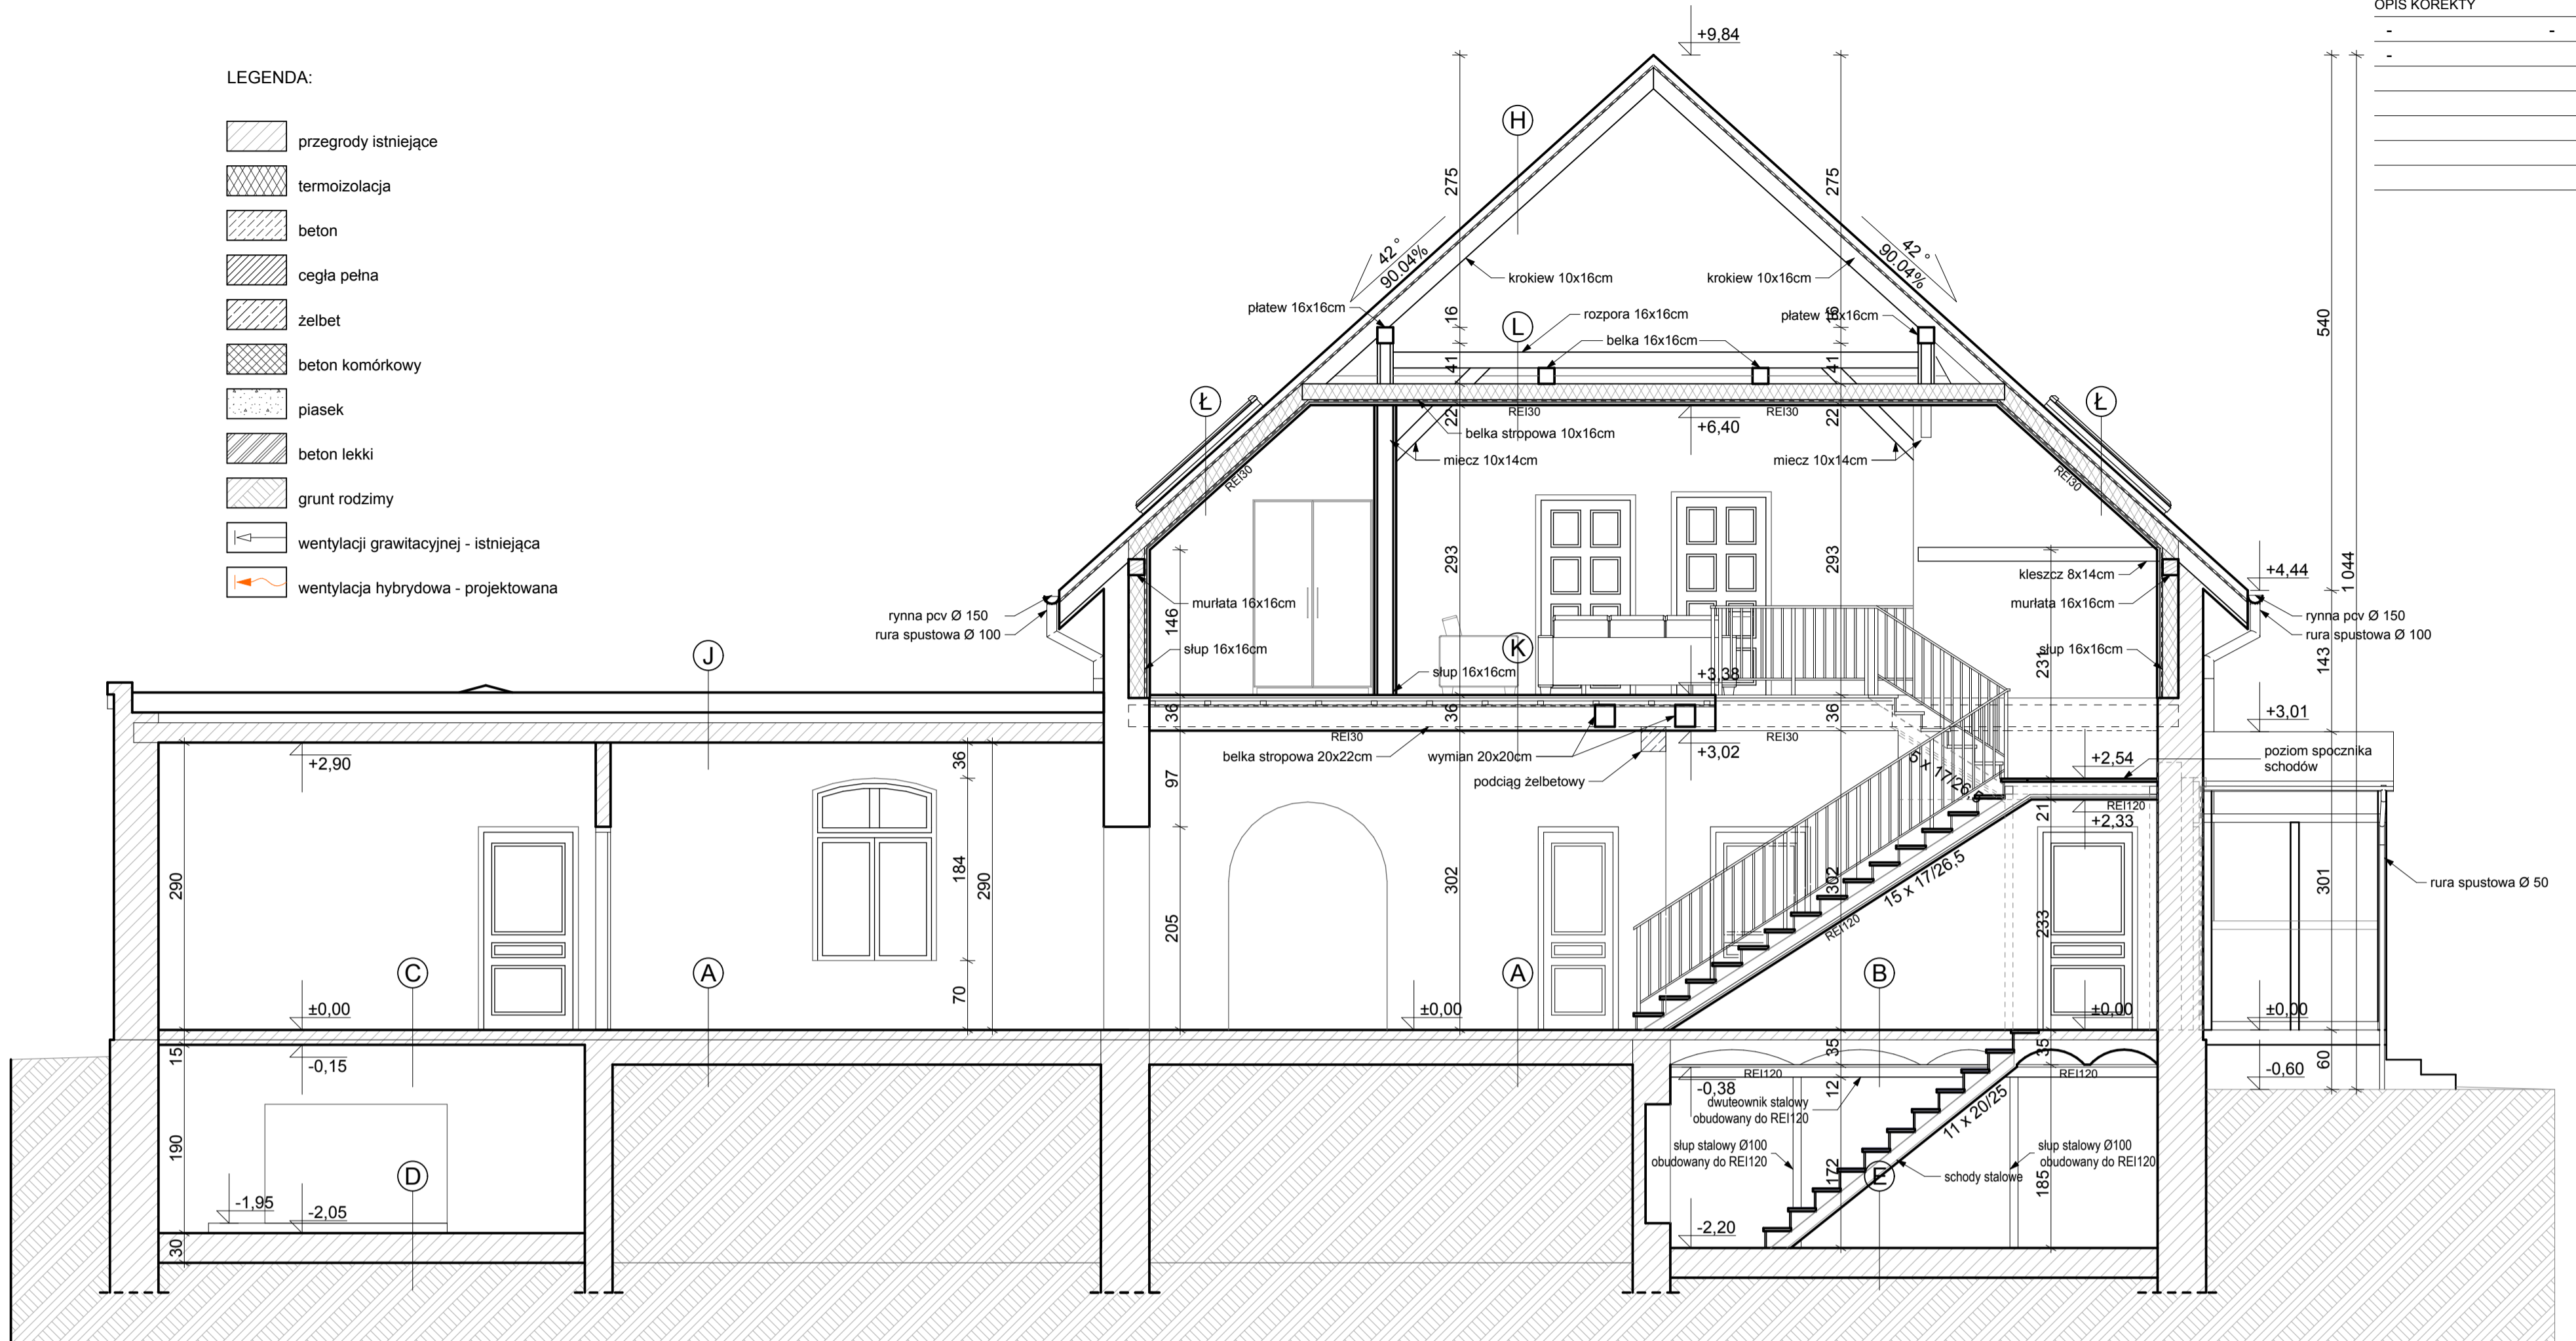 OPIS KOREKTY
-
-
-
LEGENDA:
przegrody istniejące
termoizolacja
beton
cegła pełna
żelbet
beton komórkowy
piasek
beton lekki
grunt rodzimy
wentylacji grawitacyjnej - istniejąca
wentylacja hybrydowa - projektowana
+9,84
H
275
275
42 °
90.04%
42 °
90.04%
krokiew 10x16cm
krokiew 10x16cm
płatew 16x16cm
16
L
rozpora 16x16cm
płatew 16x16cm
16
belka 16x16cm
540
41
41
Ł
Ł
22
REI30
REI30
22
+6,40
belka stropowa 10x16cm
miecz 10x14cm
miecz 10x14cm
REI30
REI30
293
293
kleszcz 8x14cm
+4,44
1 044
murłata 16x16cm
murłata 16x16cm
rynna pcv Ø 150
rura spustowa Ø 100
rynna pcv Ø 150
rura spustowa Ø 100
146
J
słup 16x16cm
K
słup 16x16cm
231
słup 16x16cm
143
+3,38
36
36
36
+3,01
REI30
REI30
belka stropowa 20x22cm
wymian 20x20cm
+3,02
podciąg żelbetowy
+2,90
36
97
5 x 17/26,5
+2,54
poziom spocznika
schodów
21
REI120
+2,33
290
184
290
205
302
302
15 x 17/26,5
REI120
233
301
rura spustowa Ø 50
C
A
70
A
B
±0,00
±0,00
±0,00
±0,00
15
-0,15
35
35
REI120
REI120
-0,38
12
60
-0,60
dwuteownik stalowy
obudowany do REI120
11 x 20/25
190
słup stalowy Ø100
obudowany do REI120
słup stalowy Ø100
obudowany do REI120
D
172
E
schody stalowe
185
-1,95
-2,05
-2,20
30